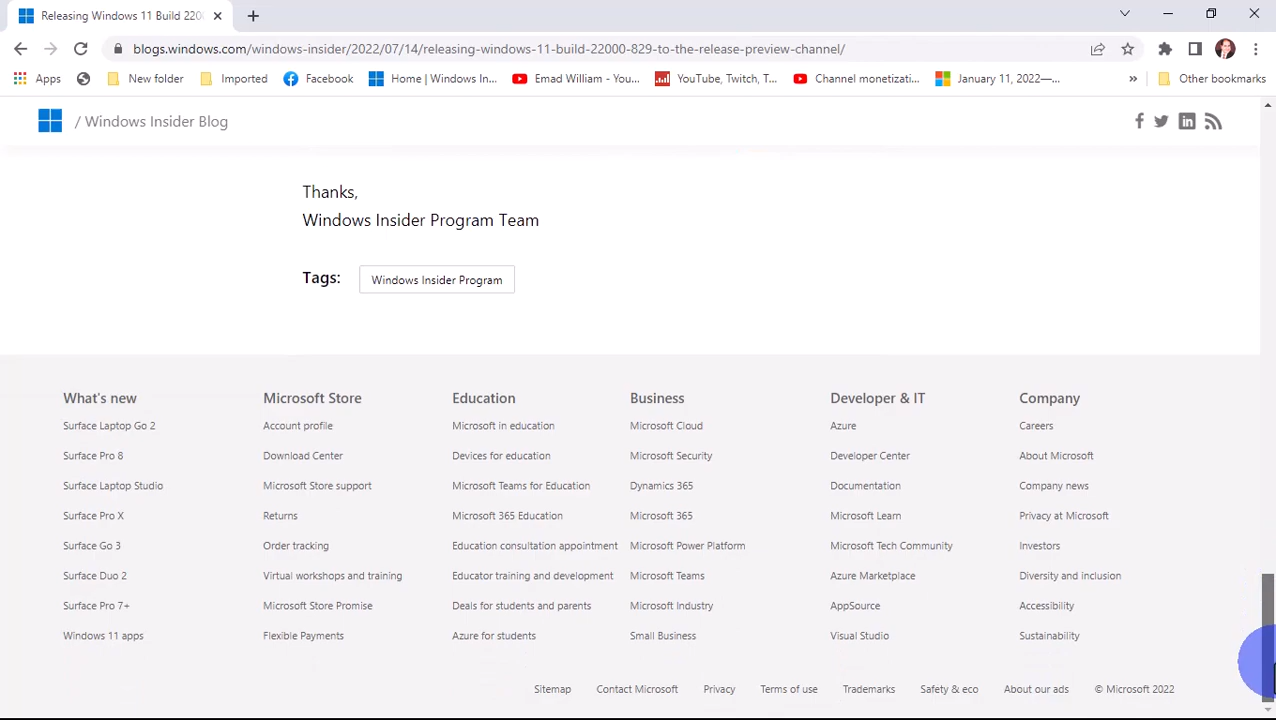 Releasing Windows 11 Build 220
blogs.windows.com/windows-insider/2022/07/14/releasing-windows-11-build-22000-829-to-the-release-preview-channel/
Apps New folder Imported Facebook Home | Windows In... Emad William - You... YouTube, Twitch, T... Channel monetizati... January 11, 2022—... » Other bookmarks
/ Windows Insider Blog
Thanks,
Windows Insider Program Team
Tags: Windows Insider Program
What's new Microsoft Store Education Business Developer & IT Company
Surface Laptop Go 2 Account profile Microsoft in education Microsoft Cloud Azure Careers
Surface Pro 8 Download Center Devices for education Microsoft Security Developer Center About Microsoft
Surface Laptop Studio Microsoft Store support Microsoft Teams for Education Dynamics 365 Documentation Company news
Surface Pro X Returns Microsoft 365 Education Microsoft 365 Microsoft Learn Privacy at Microsoft
Surface Go 3 Order tracking Education consultation appointment Microsoft Power Platform Microsoft Tech Community Investors
Surface Duo 2 Virtual workshops and training Educator training and development Microsoft Teams Azure Marketplace Diversity and inclusion
Surface Pro 7+ Microsoft Store Promise Deals for students and parents Microsoft Industry AppSource Accessibility
Windows 11 apps Flexible Payments Azure for students Small Business Visual Studio Sustainability
Sitemap Contact Microsoft Privacy Terms of use Trademarks Safety & eco About our ads © Microsoft 2022